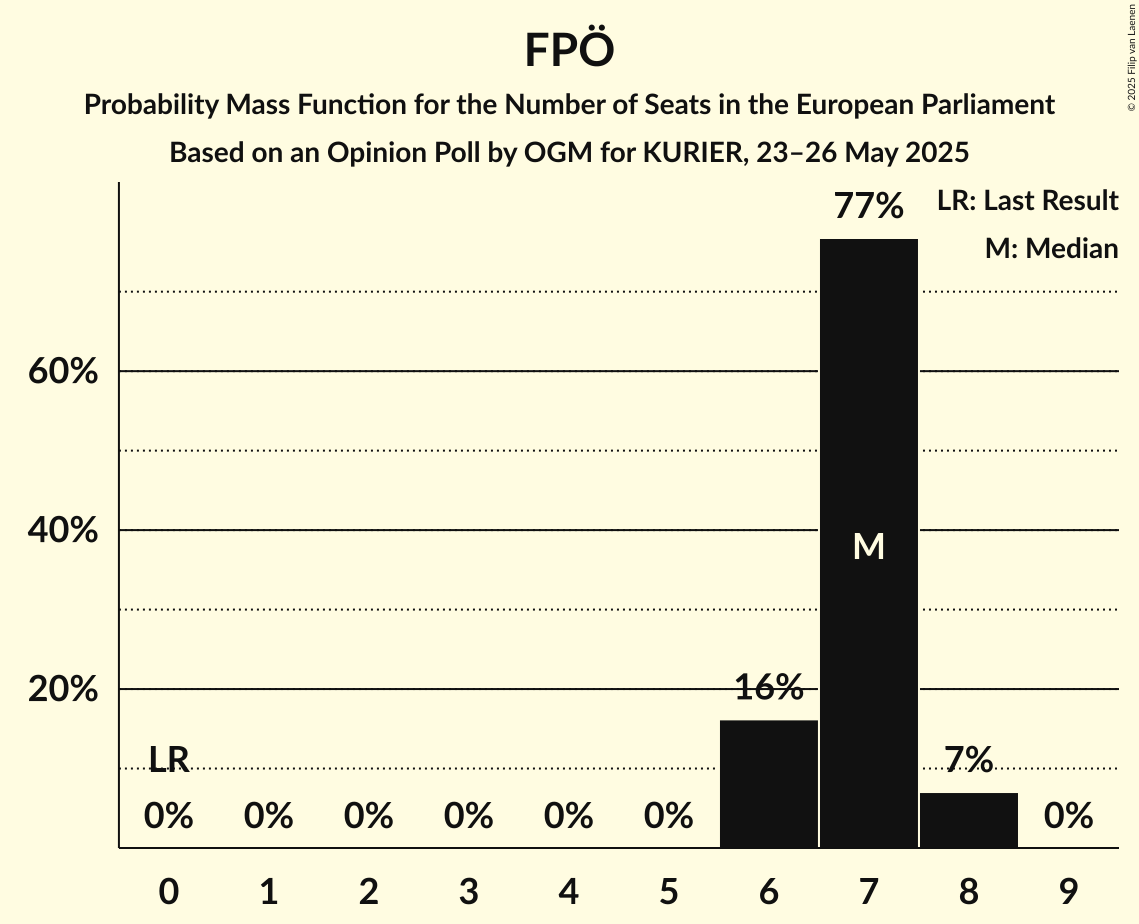 FPÖ
Probability Mass Function for the Number of Seats in the European Parliament
Based on an Opinion Poll by OGM for KURIER, 23–26 May 2025
© 2025 Filip van Laenen
LR: Last Result
M: Median
77%
60%
40%
M
20%
16%
LR
7%
0% 0% 0% 0% 0% 0% 0%
0 1 2 3 4 5 6 7 8 9